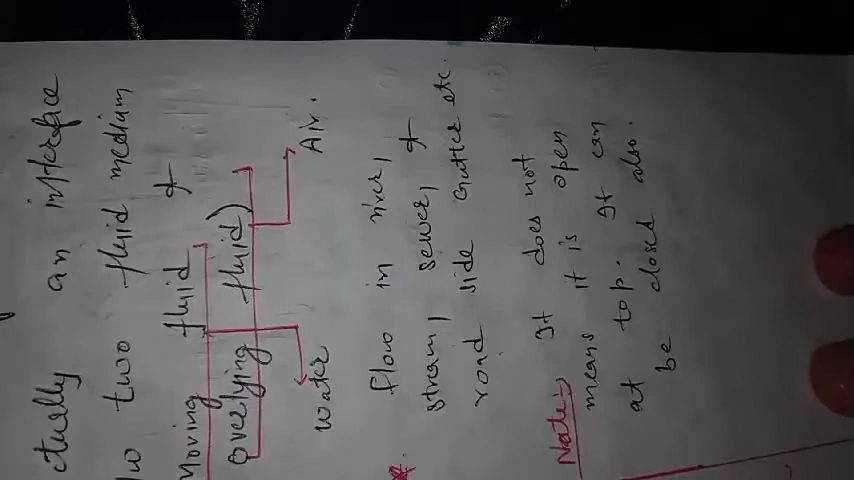 an interface
two fluid medium
Moving fluid &
overlying fluid)
Water Air.
flow in river,
stream, sewer, &
road side gutter etc.
Note:- It does not
means it is open
at top. It can
be closed also.